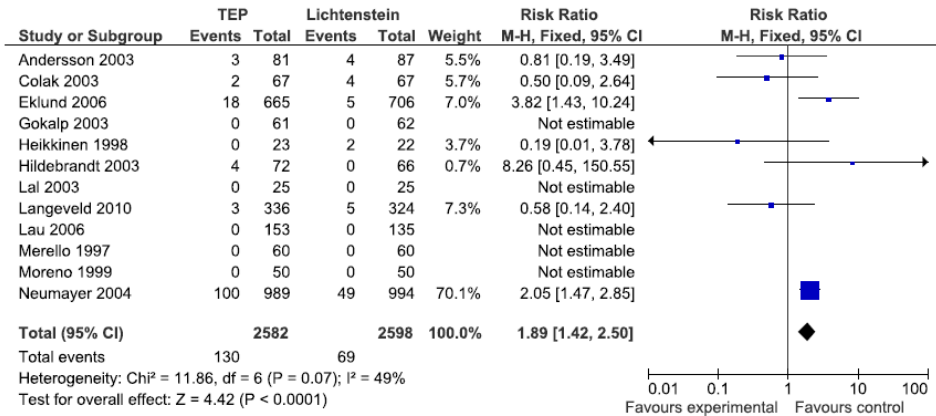 TEP Lichtenstein Risk Ratio Risk Ratio
Study or Subgroup Events Total Events Total Weight M-H, Fixed, 95% CI M-H, Fixed, 95% CI
Andersson 2003 3 81 4 87 5.5% 0.81 [0.19, 3.49]
Colak 2003 2 67 4 67 5.7% 0.50 [0.09, 2.64]
Eklund 2006 18 665 5 706 7.0% 3.82 [1.43, 10.24]
Gokalp 2003 0 61 0 62 Not estimable
Heikkinen 1998 0 23 2 22 3.7% 0.19 [0.01, 3.78]
Hildebrandt 2003 4 72 0 66 0.7% 8.26 [0.45, 150.55]
Lal 2003 0 25 0 25 Not estimable
Langeveld 2010 3 336 5 324 7.3% 0.58 [0.14, 2.40]
Lau 2006 0 153 0 135 Not estimable
Merello 1997 0 60 0 60 Not estimable
Moreno 1999 0 50 0 50 Not estimable
Neumayer 2004 100 989 49 994 70.1% 2.05 [1.47, 2.85]
Total (95% CI) 2582 2598 100.0% 1.89 [1.42, 2.50]
Total events 130 69
Heterogeneity: Chi² = 11.86, df = 6 (P = 0.07); I² = 49%
Test for overall effect: Z = 4.42 (P < 0.0001)
0.01 0.1 1 10 100
Favours experimental Favours control